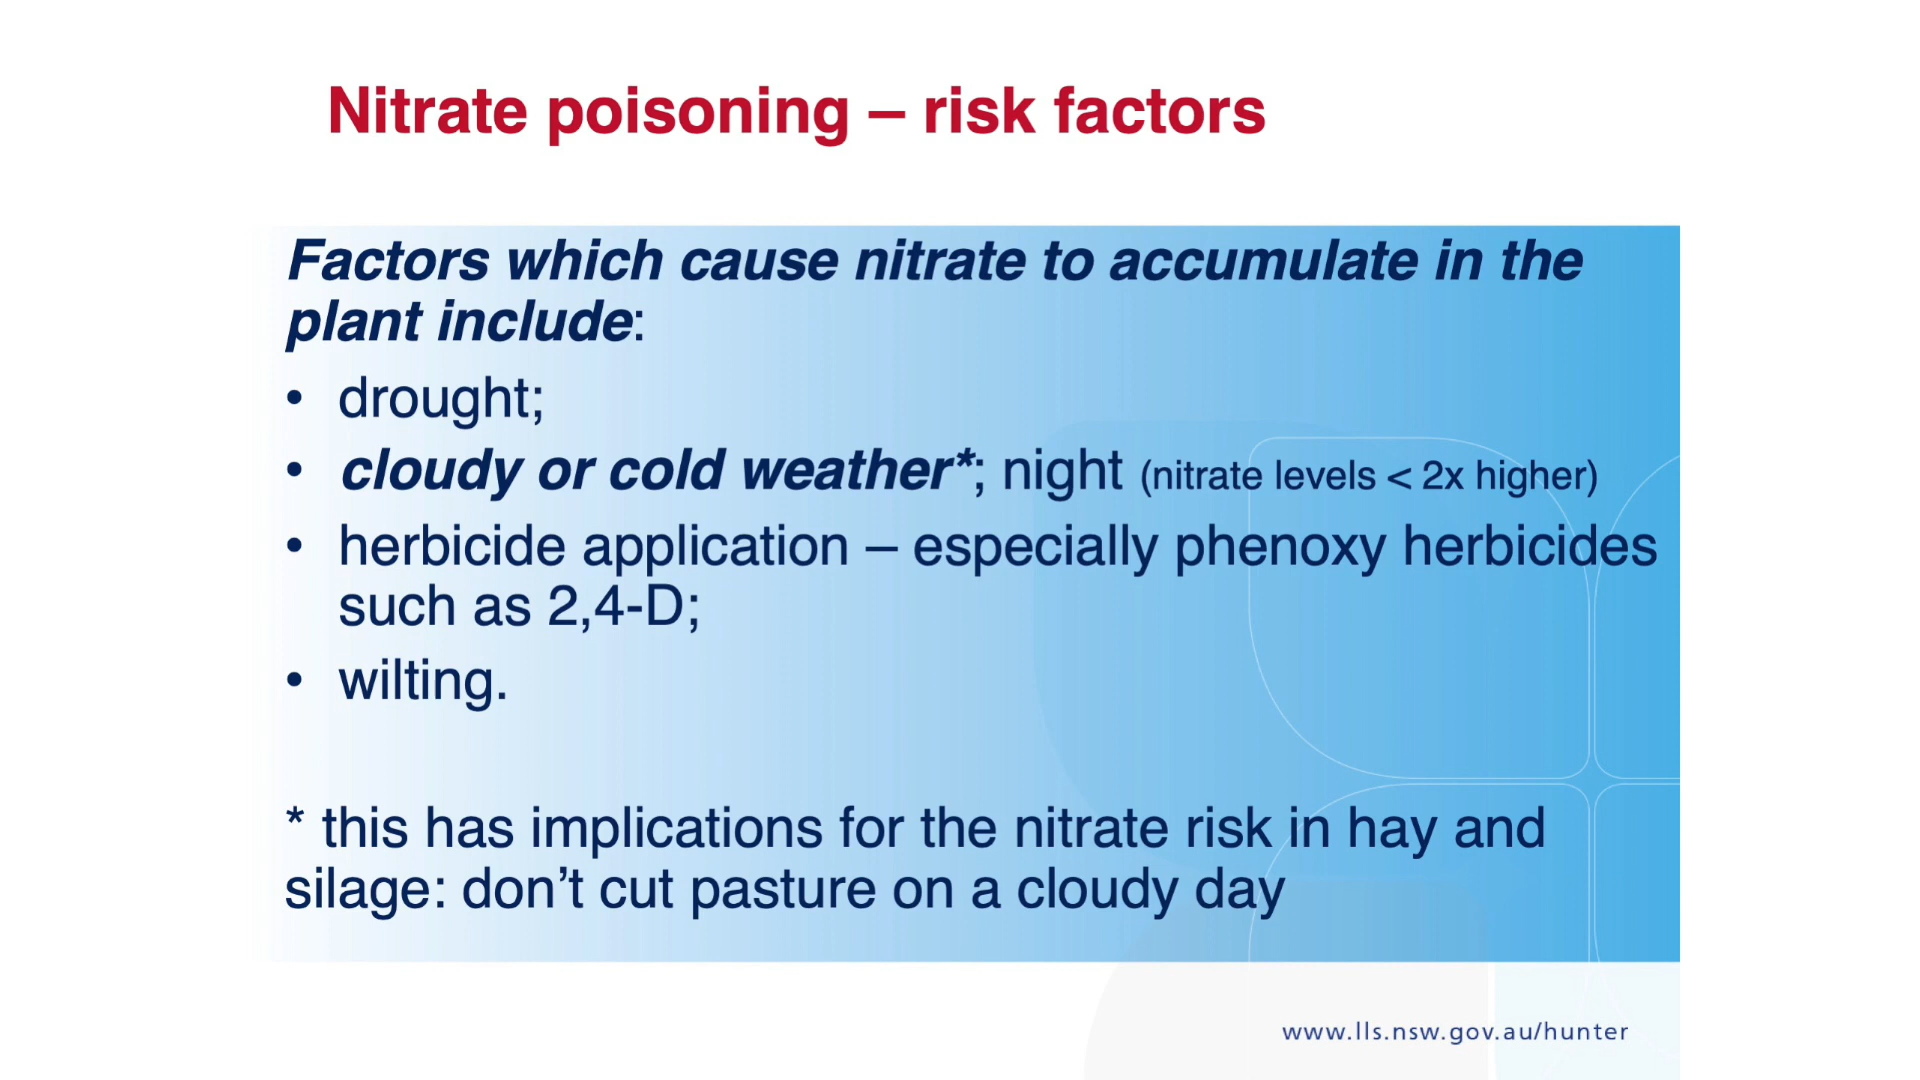 Nitrate poisoning – risk factors
Factors which cause nitrate to accumulate in the
plant include:
• drought;
• cloudy or cold weather*; night (nitrate levels < 2x higher)
• herbicide application – especially phenoxy herbicides
such as 2,4-D;
• wilting.
* this has implications for the nitrate risk in hay and
silage: don’t cut pasture on a cloudy day
www.lls.nsw.gov.au/hunter